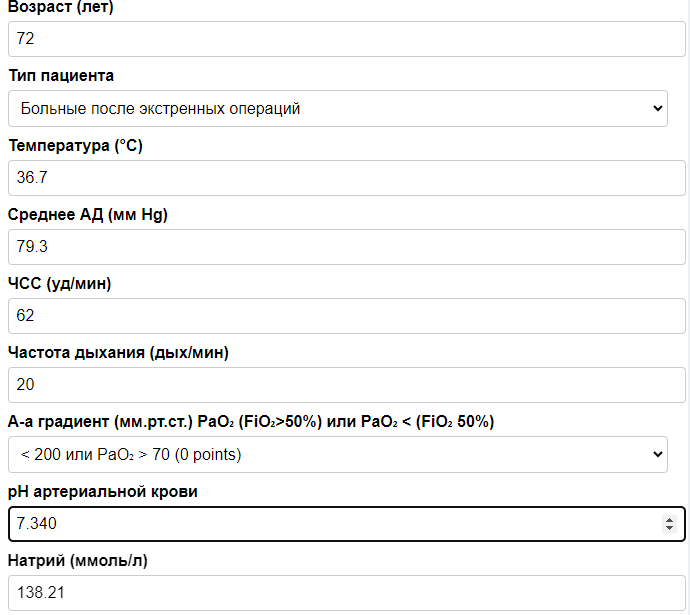 Возраст (лет)
72
Тип пациента
Больные после экстренных операций
Температура (°C)
36.7
Среднее АД (мм Hg)
79.3
ЧСС (уд/мин)
62
Частота дыхания (дых/мин)
20
А-а градиент (мм.рт.ст.) PaO₂ (FiO₂>50%) или PaO₂ < (FiO₂ 50%)
< 200 или PaO₂ > 70 (0 points)
pH артериальной крови
7.340
Натрий (ммоль/л)
138.21